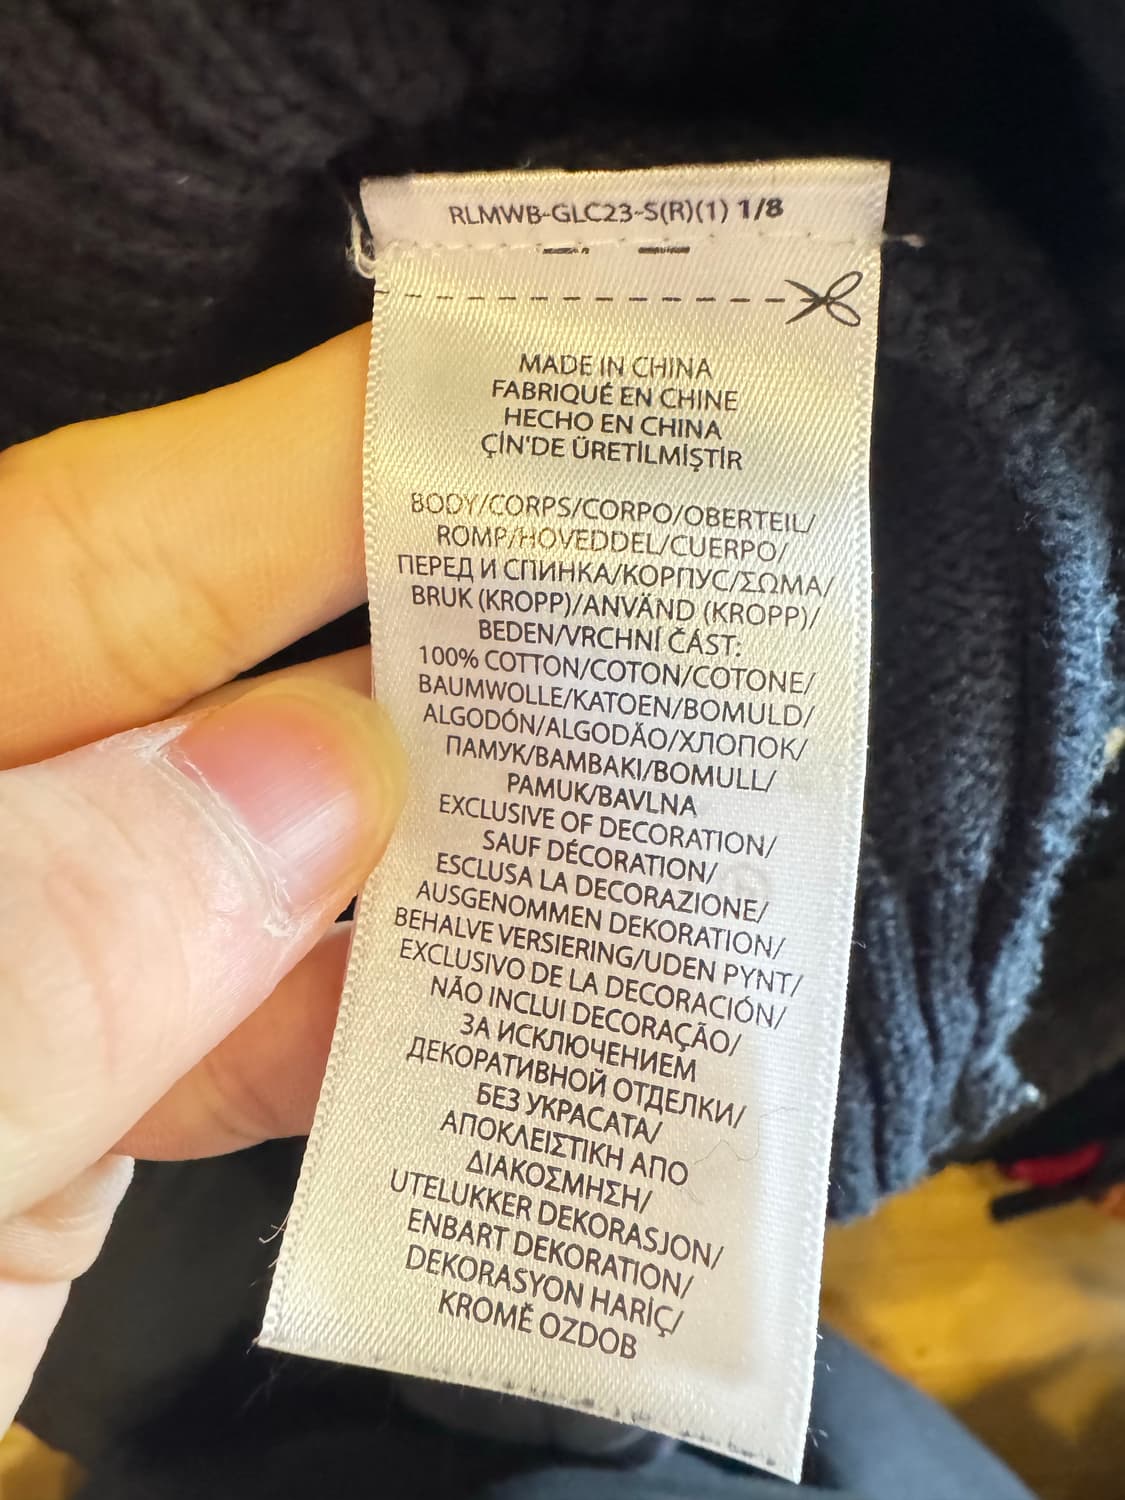 RLMWB-GLC23-S(R)(1) 1/8
MADE IN CHINA
FABRIQUÉ EN CHINE
HECHO EN CHINA
ÇİN'DE ÜRETİLMİŞTİR
BODY/CORPS/CORPO/OBERTEIL/
ROMP/HOVEDDEL/CUERPO/
ПЕРЕД И СПИНКА/КОРПУС/ΣΩΜΑ/
BRUK (KROPP)/ANVÄND (KROPP)/
BEDEN/VRCHNÍ ČÁST:
100% COTTON/COTON/COTONE/
BAUMWOLLE/KATOEN/BOMULD/
ALGODÓN/ALGODÃO/ХЛОПОК/
ПАМУК/ΒΑΜΒΑΚΙ/BOMULL/
PAMUK/BAVLNA
EXCLUSIVE OF DECORATION/
SAUF DÉCORATION/
ESCLUSA LA DECORAZIONE/
AUSGENOMMEN DEKORATION/
BEHALVE VERSIERING/UDEN PYNT/
EXCLUSIVO DE LA DECORACIÓN/
NÃO INCLUI DECORAÇÃO/
ЗА ИСКЛЮЧЕНИЕМ
ДЕКОРАТИВНОЙ ОТДЕЛКИ/
БЕЗ УКРАСАТА/
ΑΠΟΚΛΕΙΣΤΙΚΗ ΑΠΟ
ΔΙΑΚΟΣΜΗΣΗ/
UTELUKKER DEKORASJON/
ENBART DEKORATION/
DEKORASYON HARİÇ/
KROMĚ OZDOB